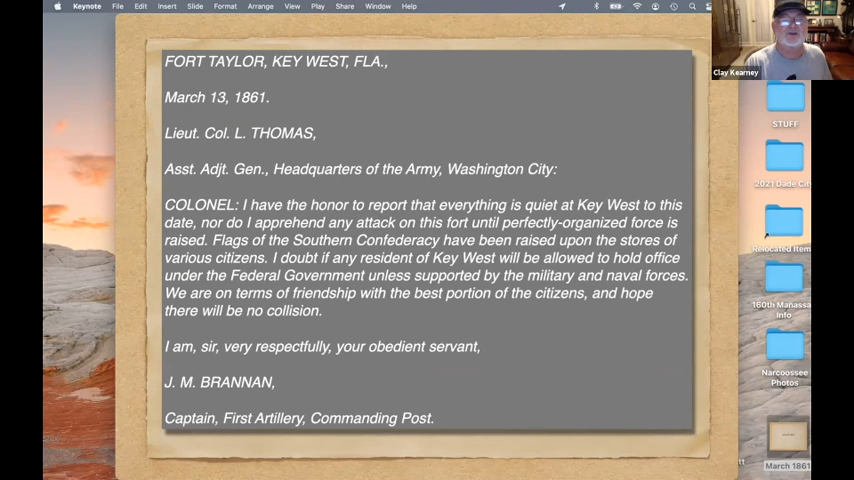 Keynote File Edit Insert Slide Format Arrange View Play Share Window Help
Clay Kearney
FORT TAYLOR, KEY WEST, FLA.,
March 13, 1861.
Lieut. Col. L. THOMAS,
Asst. Adjt. Gen., Headquarters of the Army, Washington City:
COLONEL: I have the honor to report that everything is quiet at Key West to this
date, nor do I apprehend any attack on this fort until perfectly-organized force is
raised. Flags of the Southern Confederacy have been raised upon the stores of
various citizens. I doubt if any resident of Key West will be allowed to hold office
under the Federal Government unless supported by the military and naval forces.
We are on terms of friendship with the best portion of the citizens, and hope
there will be no collision.
I am, sir, very respectfully, your obedient servant,
J. M. BRANNAN,
Captain, First Artillery, Commanding Post.
STUFF
2021 Dade City
Relocated Item
160th Manassa
Info
Narcoossee
Photos
March 1861